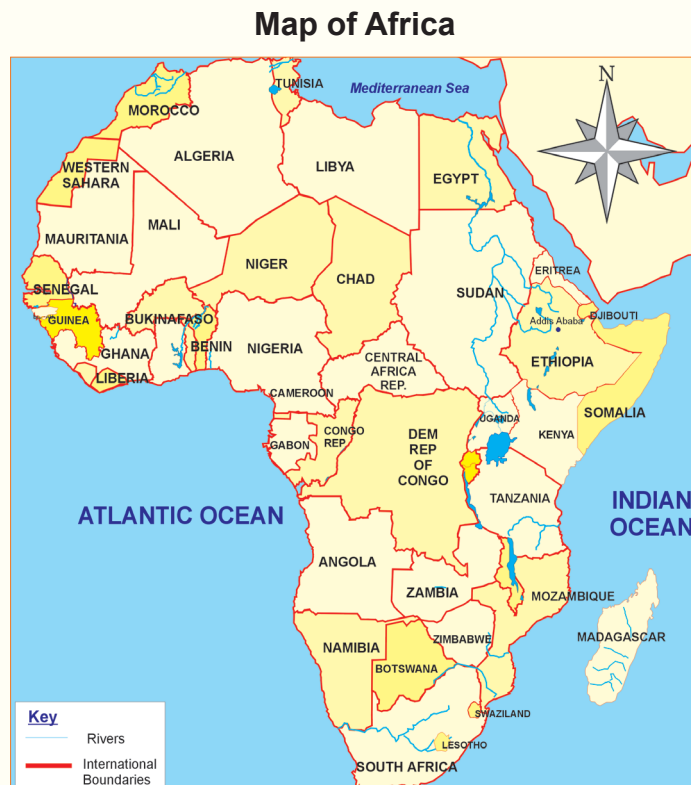 Map of Africa
Mediterranean Sea
N
TUNISIA
MOROCCO
ALGERIA
LIBYA
EGYPT
WESTERN
SAHARA
MAURITANIA
MALI
NIGER
CHAD
SUDAN
ERITREA
SENEGAL
GUINEA
BUKINAFASO
DJIBOUTI
Addis Ababa
GHANA
BENIN
NIGERIA
ETHIOPIA
LIBERIA
CENTRAL
AFRICA
REP.
CAMEROON
SOMALIA
UGANDA
KENYA
GABON
CONGO
REP
DEM
REP
OF
CONGO
TANZANIA
ATLANTIC OCEAN
INDIAN
OCEAN
ANGOLA
ZAMBIA
MOZAMBIQUE
MADAGASCAR
ZIMBABWE
NAMIBIA
BOTSWANA
SWAZILAND
LESOTHO
SOUTH AFRICA
Key
Rivers
International
Boundaries